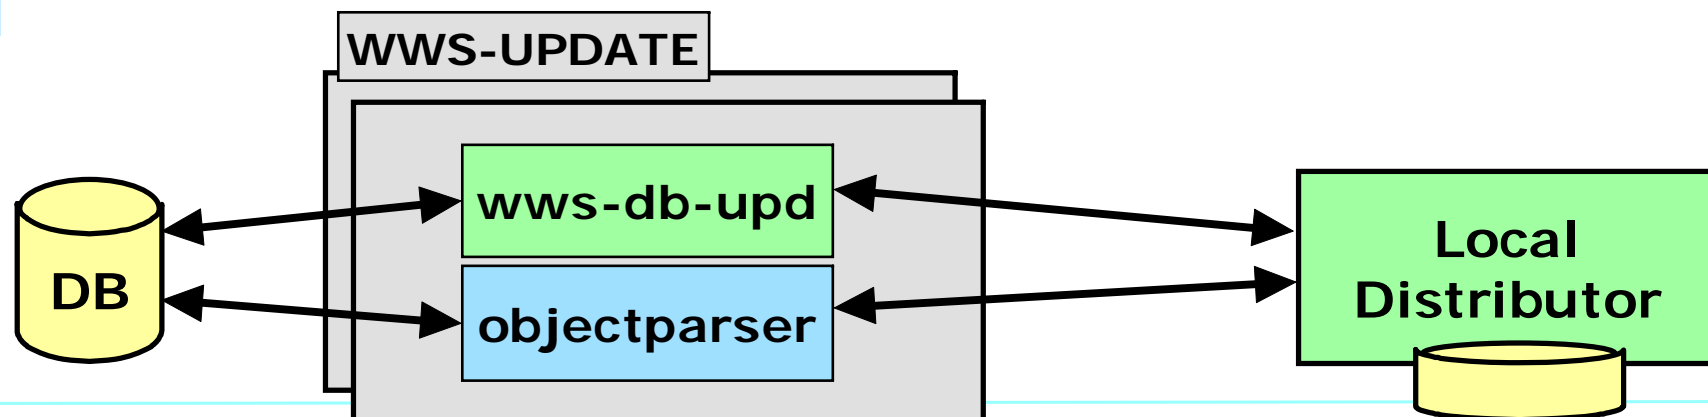 WWS-UPDATE
DB
wws-db-upd
objectparser
Local
Distributor